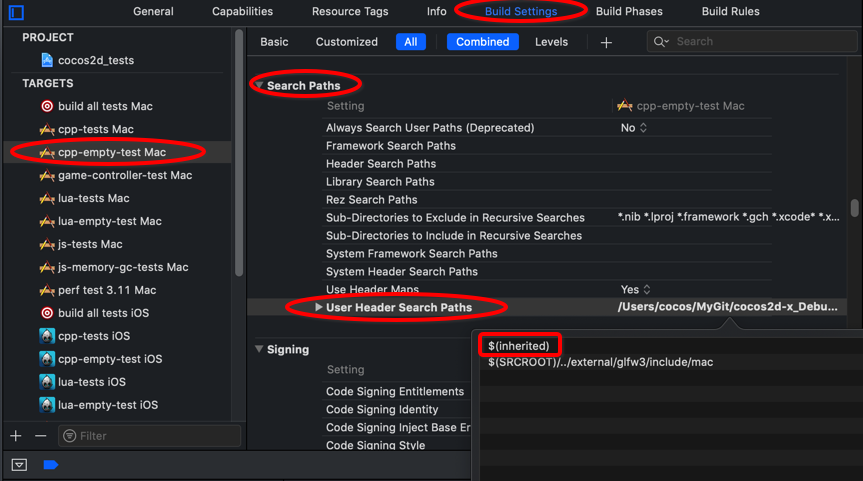 General Capabilities Resource Tags Info Build Settings Build Phases Build Rules
PROJECT
cocos2d_tests
TARGETS
build all tests Mac
cpp-tests Mac
cpp-empty-test Mac
game-controller-test Mac
lua-tests Mac
lua-empty-test Mac
js-tests Mac
js-memory-gc-tests Mac
perf test 3.11 Mac
build all tests iOS
cpp-tests iOS
cpp-empty-test iOS
lua-tests iOS
lua-empty-test iOS
Filter
Basic Customized All Combined Levels + Search
Search Paths
Setting cpp-empty-test Mac
Always Search User Paths (Deprecated) No
Framework Search Paths
Header Search Paths
Library Search Paths
Rez Search Paths
Sub-Directories to Exclude in Recursive Searches *.nib *.lproj *.framework *.gch *.xcode* *.x...
Sub-Directories to Include in Recursive Searches
System Framework Search Paths
System Header Search Paths
Use Header Maps Yes
User Header Search Paths /Users/cocos/MyGit/cocos2d-x_Debu...
$(inherited)
$(SRCROOT)/../external/glfw3/include/mac
Signing
Setting
Code Signing Entitlements
Code Signing Identity
Code Signing Inject Base En
Code Signing Style